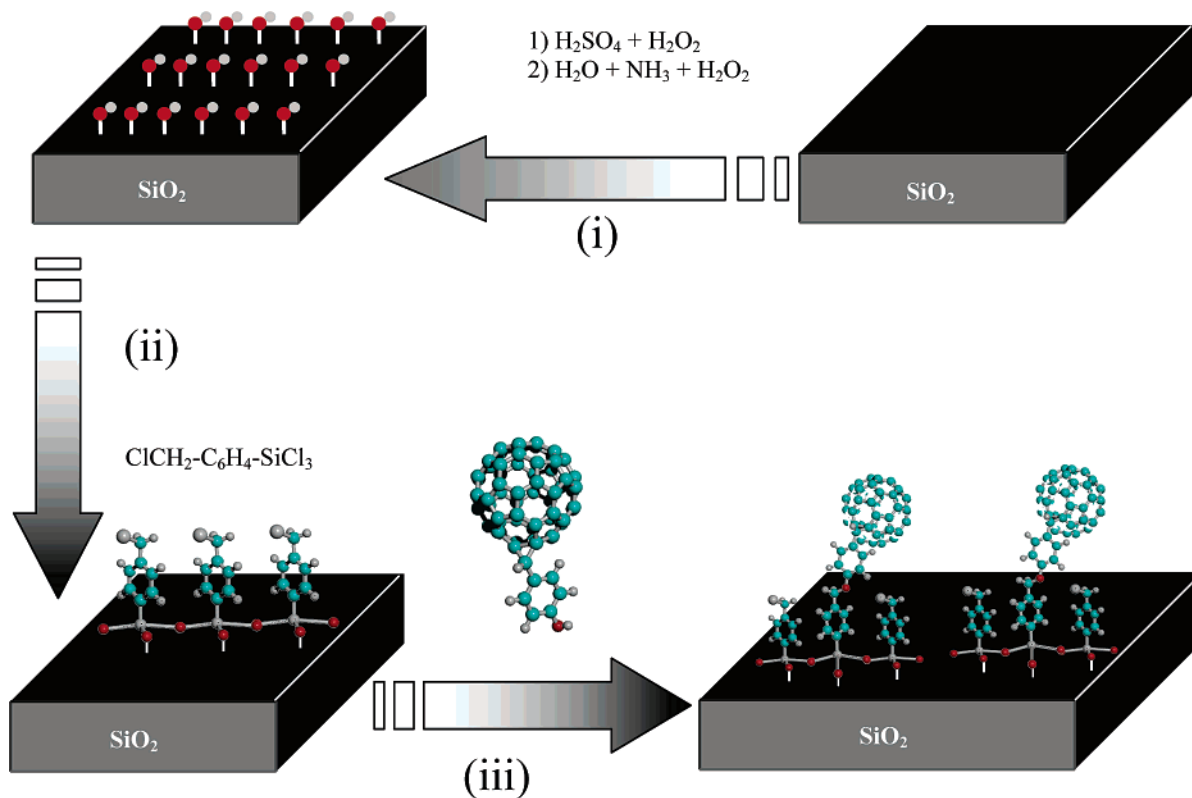 1) H₂SO₄ + H₂O₂
2) H₂O + NH₃ + H₂O₂
SiO₂
SiO₂
(i)
(ii)
ClCH₂-C₆H₄-SiCl₃
SiO₂
SiO₂
(iii)